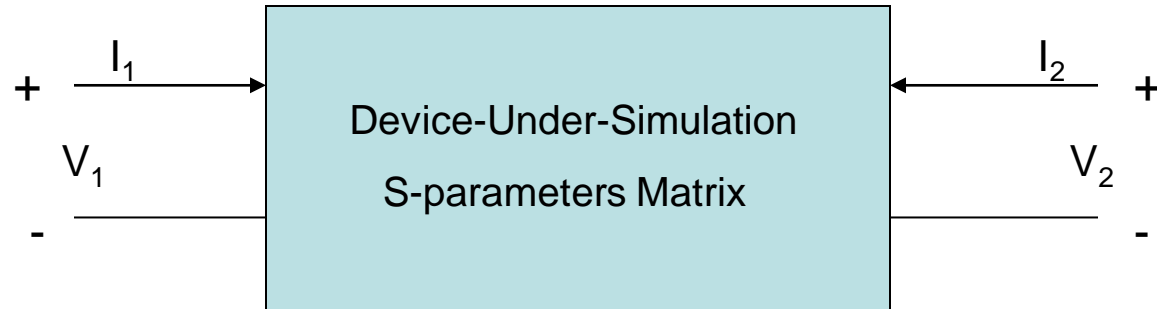 I₁
I₂
+
+
Device-Under-Simulation
V₁
V₂
S-parameters Matrix
-
-